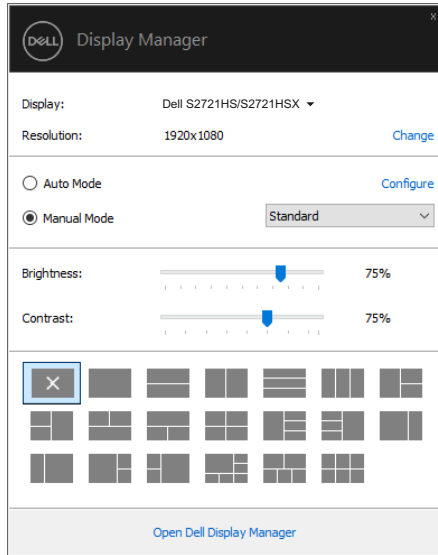 x
DELL Display Manager
Display: Dell S2721HS/S2721HSX
Resolution: 1920x1080 Change
Auto Mode Configure
Manual Mode Standard
Brightness: 75%
Contrast: 75%
Open Dell Display Manager